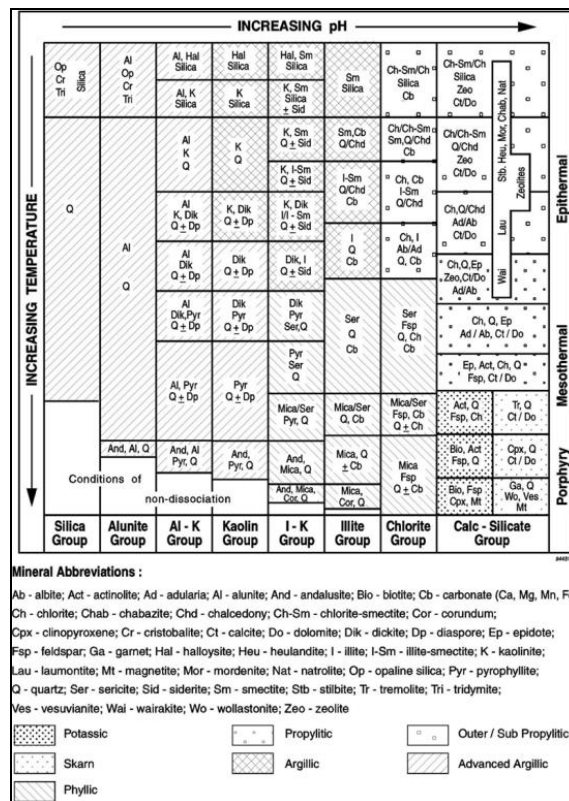 INCREASING pH
INCREASING TEMPERATURE
Op
Cr Silica
Tri
Al
Op
Cr
Tri
Al, Hal
Silica
Hal
Silica
Hal, Sm
Silica
Sm
Silica
Ch-Sm/Ch
Silica
Cb
Ch-Sm/Ch
Silica
Zeo
Ct/Do
Al, K
Silica
K
Silica
K, Sm
Silica
± Sid
Q
Al
Q
Al
K
Q
K
Q
K, Sm
Q ± Sid
Sm,Cb
Q/Chd
Ch/Ch-Sm
Sm,Q/Chd
Cb
Ch/Ch-Sm
Q/Chd
Zeo
Ct/Do
K, I-Sm
Q ± Sid
I-Sm
Q/Chd
Cb
Ch, Cb
I-Sm
Q/Chd
Al
K, Dik
Q ± Dp
K, Dik
Q ± Dp
K, Dik
I/I - Sm
Q ± Sid
Ch,Q/Chd
Ad/Ab
Ct/Do
I
Q
Cb
Ch, I
Ab/Ad
Q, Cb
Al
Dik
Q ± Dp
Dik
Q ± Dp
Dik, I
Q ± Sid
Ch,Q,Ep
Zeo,Ct/Do
Ad/Ab
Stb, Heu, Mor, Chab, Nat
Lau
Wai
Zeolites
Al
Dik,Pyr
Q ± Dp
Dik
Pyr
Q ± Dp
Dik
Pyr
Ser,Q
Ser
Q
Cb
Ser
Fsp
Q, Ch
Cb
Ch, Q, Ep
Ad / Ab, Ct / Do
Al, Pyr
Q ± Dp
Pyr
Q ± Dp
Pyr
Ser
Q
Ep, Act, Ch, Q
Fsp, Ct / Do
Mica/Ser
Pyr, Q
Mica/Ser
Q, Cb
Mica/Ser
Fsp, Cb
Q ± Ch
Act, Q
Fsp, Ch
Tr, Q
Ct / Do
And, Al, Q
And, Al
Pyr, Q
And,
Pyr, Q
And,
Mica, Q
Mica, Q
± Cb
Mica
Fsp
Q ± Cb
Bio, Act
Fsp, Q
Cpx, Q
Ct / Do
And, Mica,
Cor, Q
Mica,
Cor, Q
Bio, Fsp
Cpx, Mt
Ga, Q
Wo, Ves
Mt
Conditions of
non-dissociation
Epithermal
Mesothermal
Porphyry
Silica
Group
Alunite
Group
Al - K
Group
Kaolin
Group
I - K
Group
Illite
Group
Chlorite
Group
Calc - Silicate
Group
Mineral Abbreviations :
Ab - albite; Act - actinolite; Ad - adularia; Al - alunite; And - andalusite; Bio - biotite; Cb - carbonate (Ca, Mg, Mn, F
Ch - chlorite; Chab - chabazite; Chd - chalcedony; Ch-Sm - chlorite-smectite; Cor - corundum;
Cpx - clinopyroxene; Cr - cristobalite; Ct - calcite; Do - dolomite; Dik - dickite; Dp - diaspore; Ep - epidote;
Fsp - feldspar; Ga - garnet; Hal - halloysite; Heu - heulandite; I - illite; I-Sm - illite-smectite; K - kaolinite;
Lau - laumontite; Mt - magnetite; Mor - mordenite; Nat - natrolite; Op - opaline silica; Pyr - pyrophyllite;
Q - quartz; Ser - sericite; Sid - siderite; Sm - smectite; Stb - stilbite; Tr - tremolite; Tri - tridymite;
Ves - vesuvianite; Wai - wairakite; Wo - wollastonite; Zeo - zeolite
Potassic
Propylitic
Outer / Sub Propylitic
Skarn
Argillic
Advanced Argillic
Phyllic